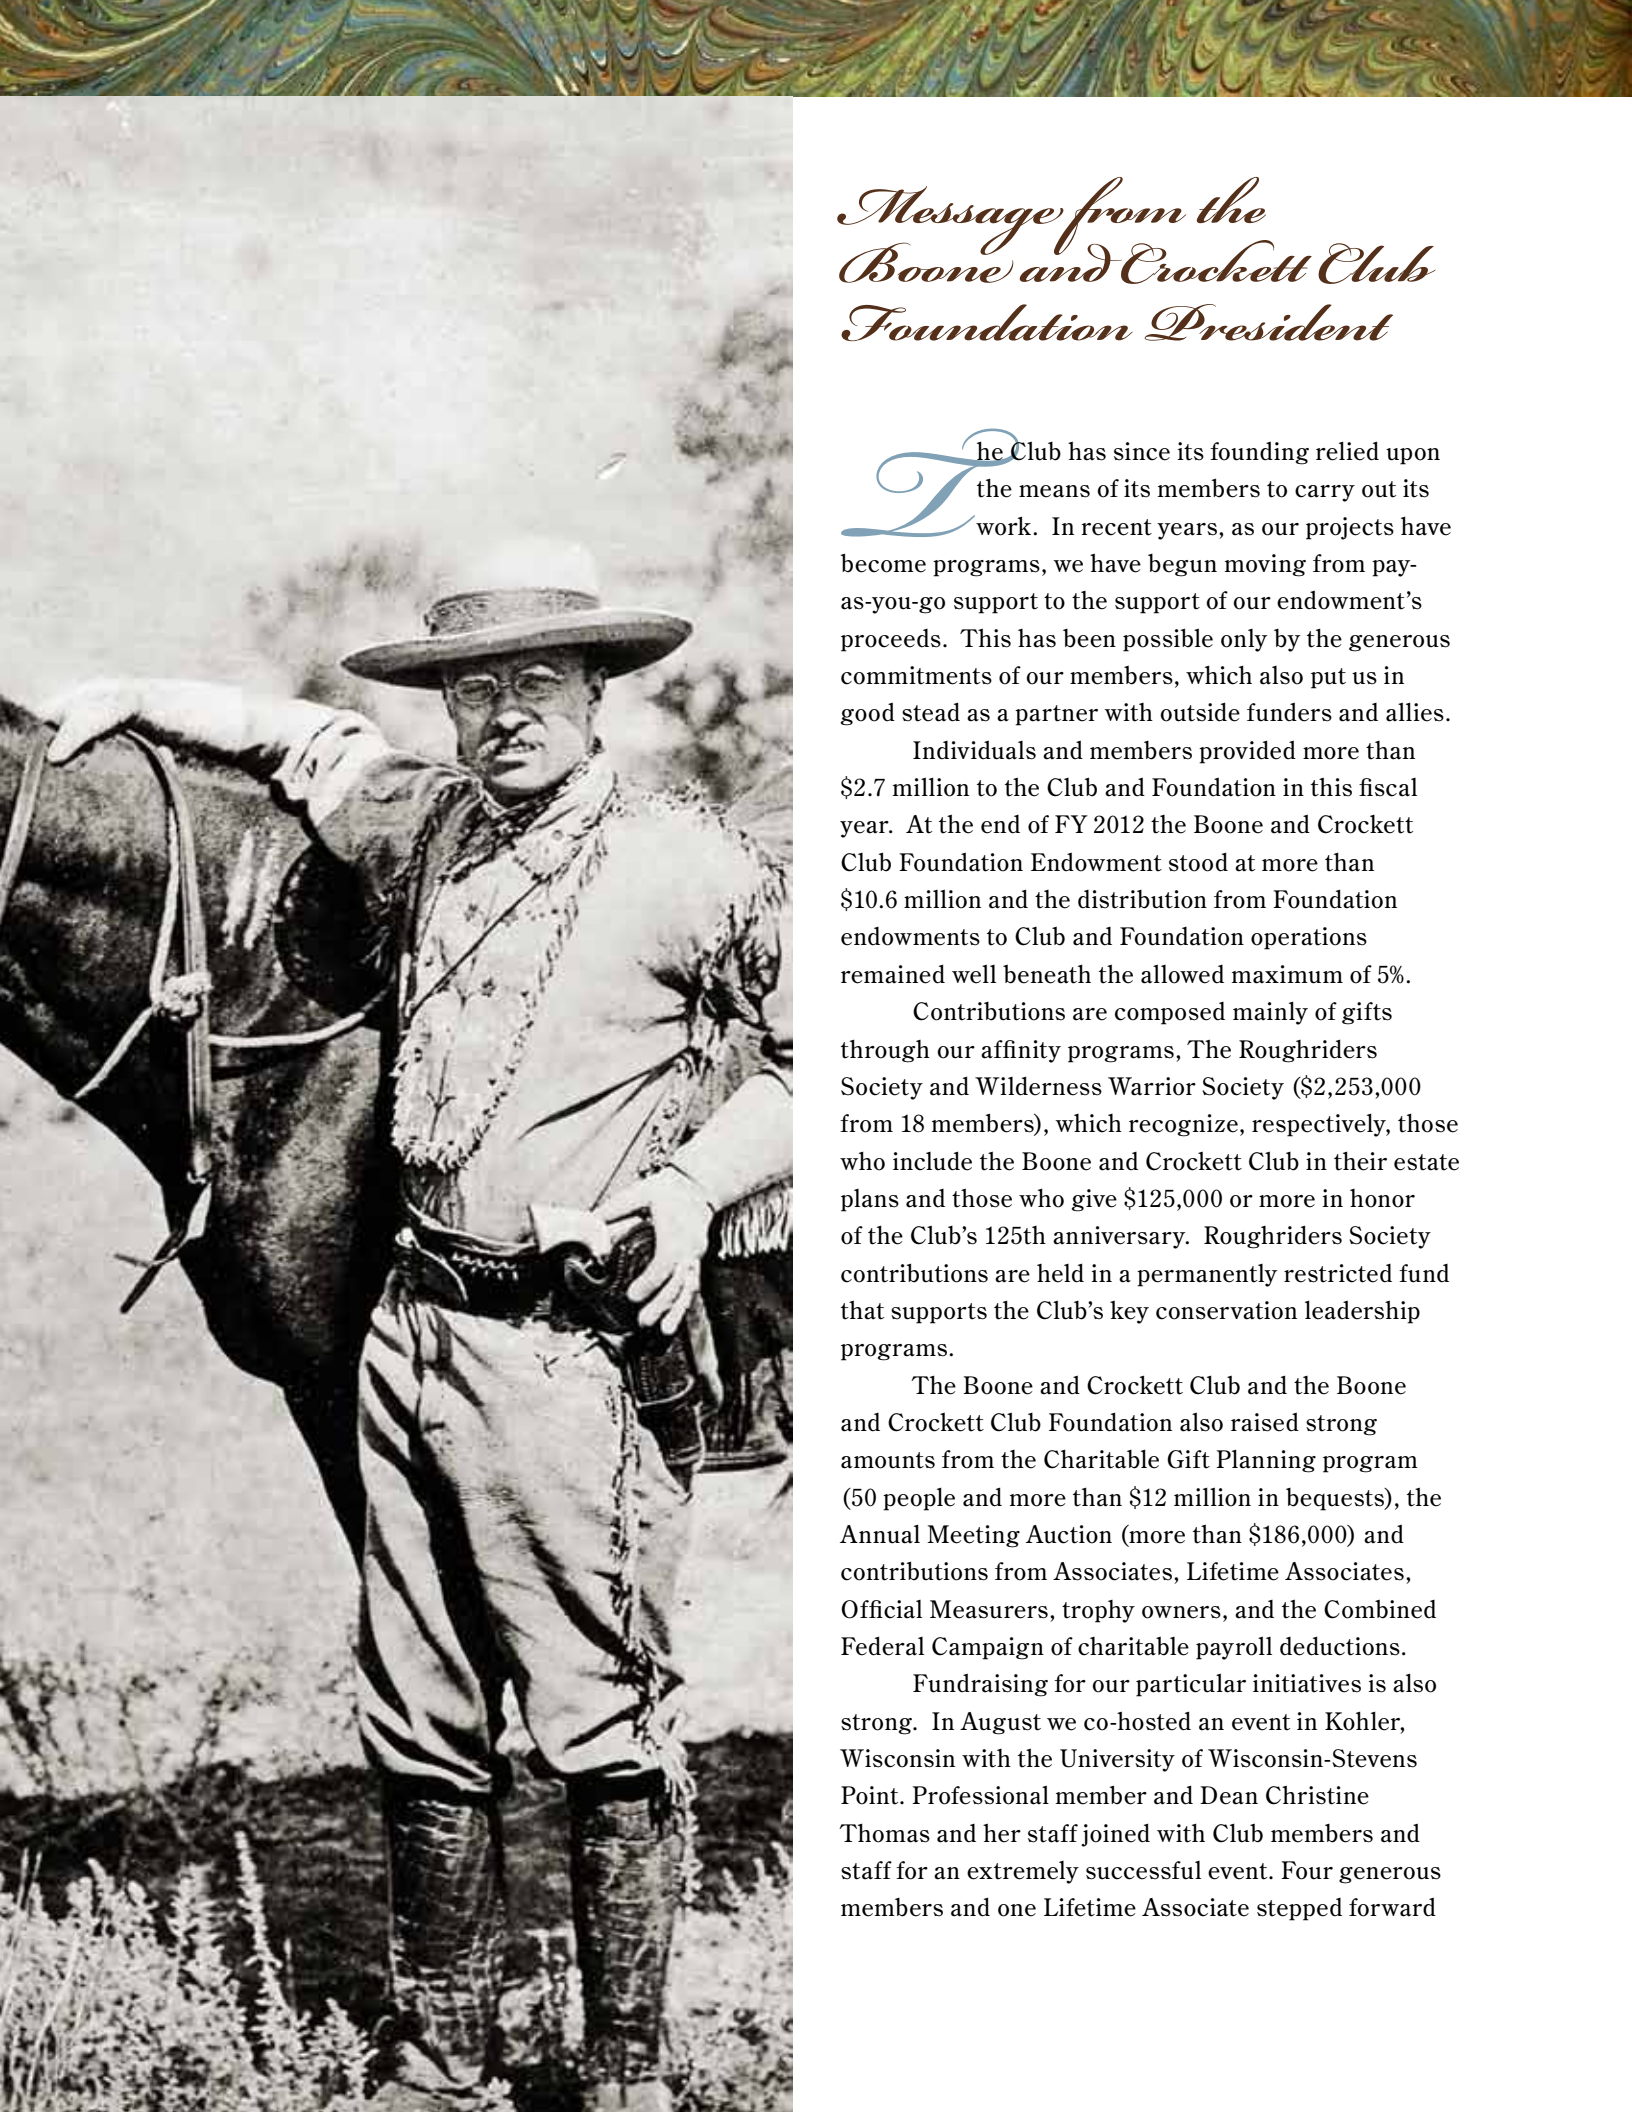 Message from the
Boone and Crockett Club
Foundation President
The Club has since its founding relied upon
the means of its members to carry out its
work.  In recent years, as our projects have
become programs, we have begun moving from pay-
as-you-go support to the support of our endowment’s
proceeds.  This has been possible only by the generous
commitments of our members, which also put us in
good stead as a partner with outside funders and allies.
Individuals and members provided more than
$2.7 million to the Club and Foundation in this fiscal
year.  At the end of FY 2012 the Boone and Crockett
Club Foundation Endowment stood at more than
$10.6 million and the distribution from Foundation
endowments to Club and Foundation operations
remained well beneath the allowed maximum of 5%.
Contributions are composed mainly of gifts
through our affinity programs, The Roughriders
Society and Wilderness Warrior Society ($2,253,000
from 18 members), which recognize, respectively, those
who include the Boone and Crockett Club in their estate
plans and those who give $125,000 or more in honor
of the Club’s 125th anniversary.  Roughriders Society
contributions are held in a permanently restricted fund
that supports the Club’s key conservation leadership
programs.
The Boone and Crockett Club and the Boone
and Crockett Club Foundation also raised strong
amounts from the Charitable Gift Planning program
(50 people and more than $12 million in bequests), the
Annual Meeting Auction (more than $186,000) and
contributions from Associates, Lifetime Associates,
Official Measurers, trophy owners, and the Combined
Federal Campaign of charitable payroll deductions.
Fundraising for our particular initiatives is also
strong.  In August we co-hosted an event in Kohler,
Wisconsin with the University of Wisconsin-Stevens
Point. Professional member and Dean Christine
Thomas and her staff joined with Club members and
staff for an extremely successful event. Four generous
members and one Lifetime Associate stepped forward